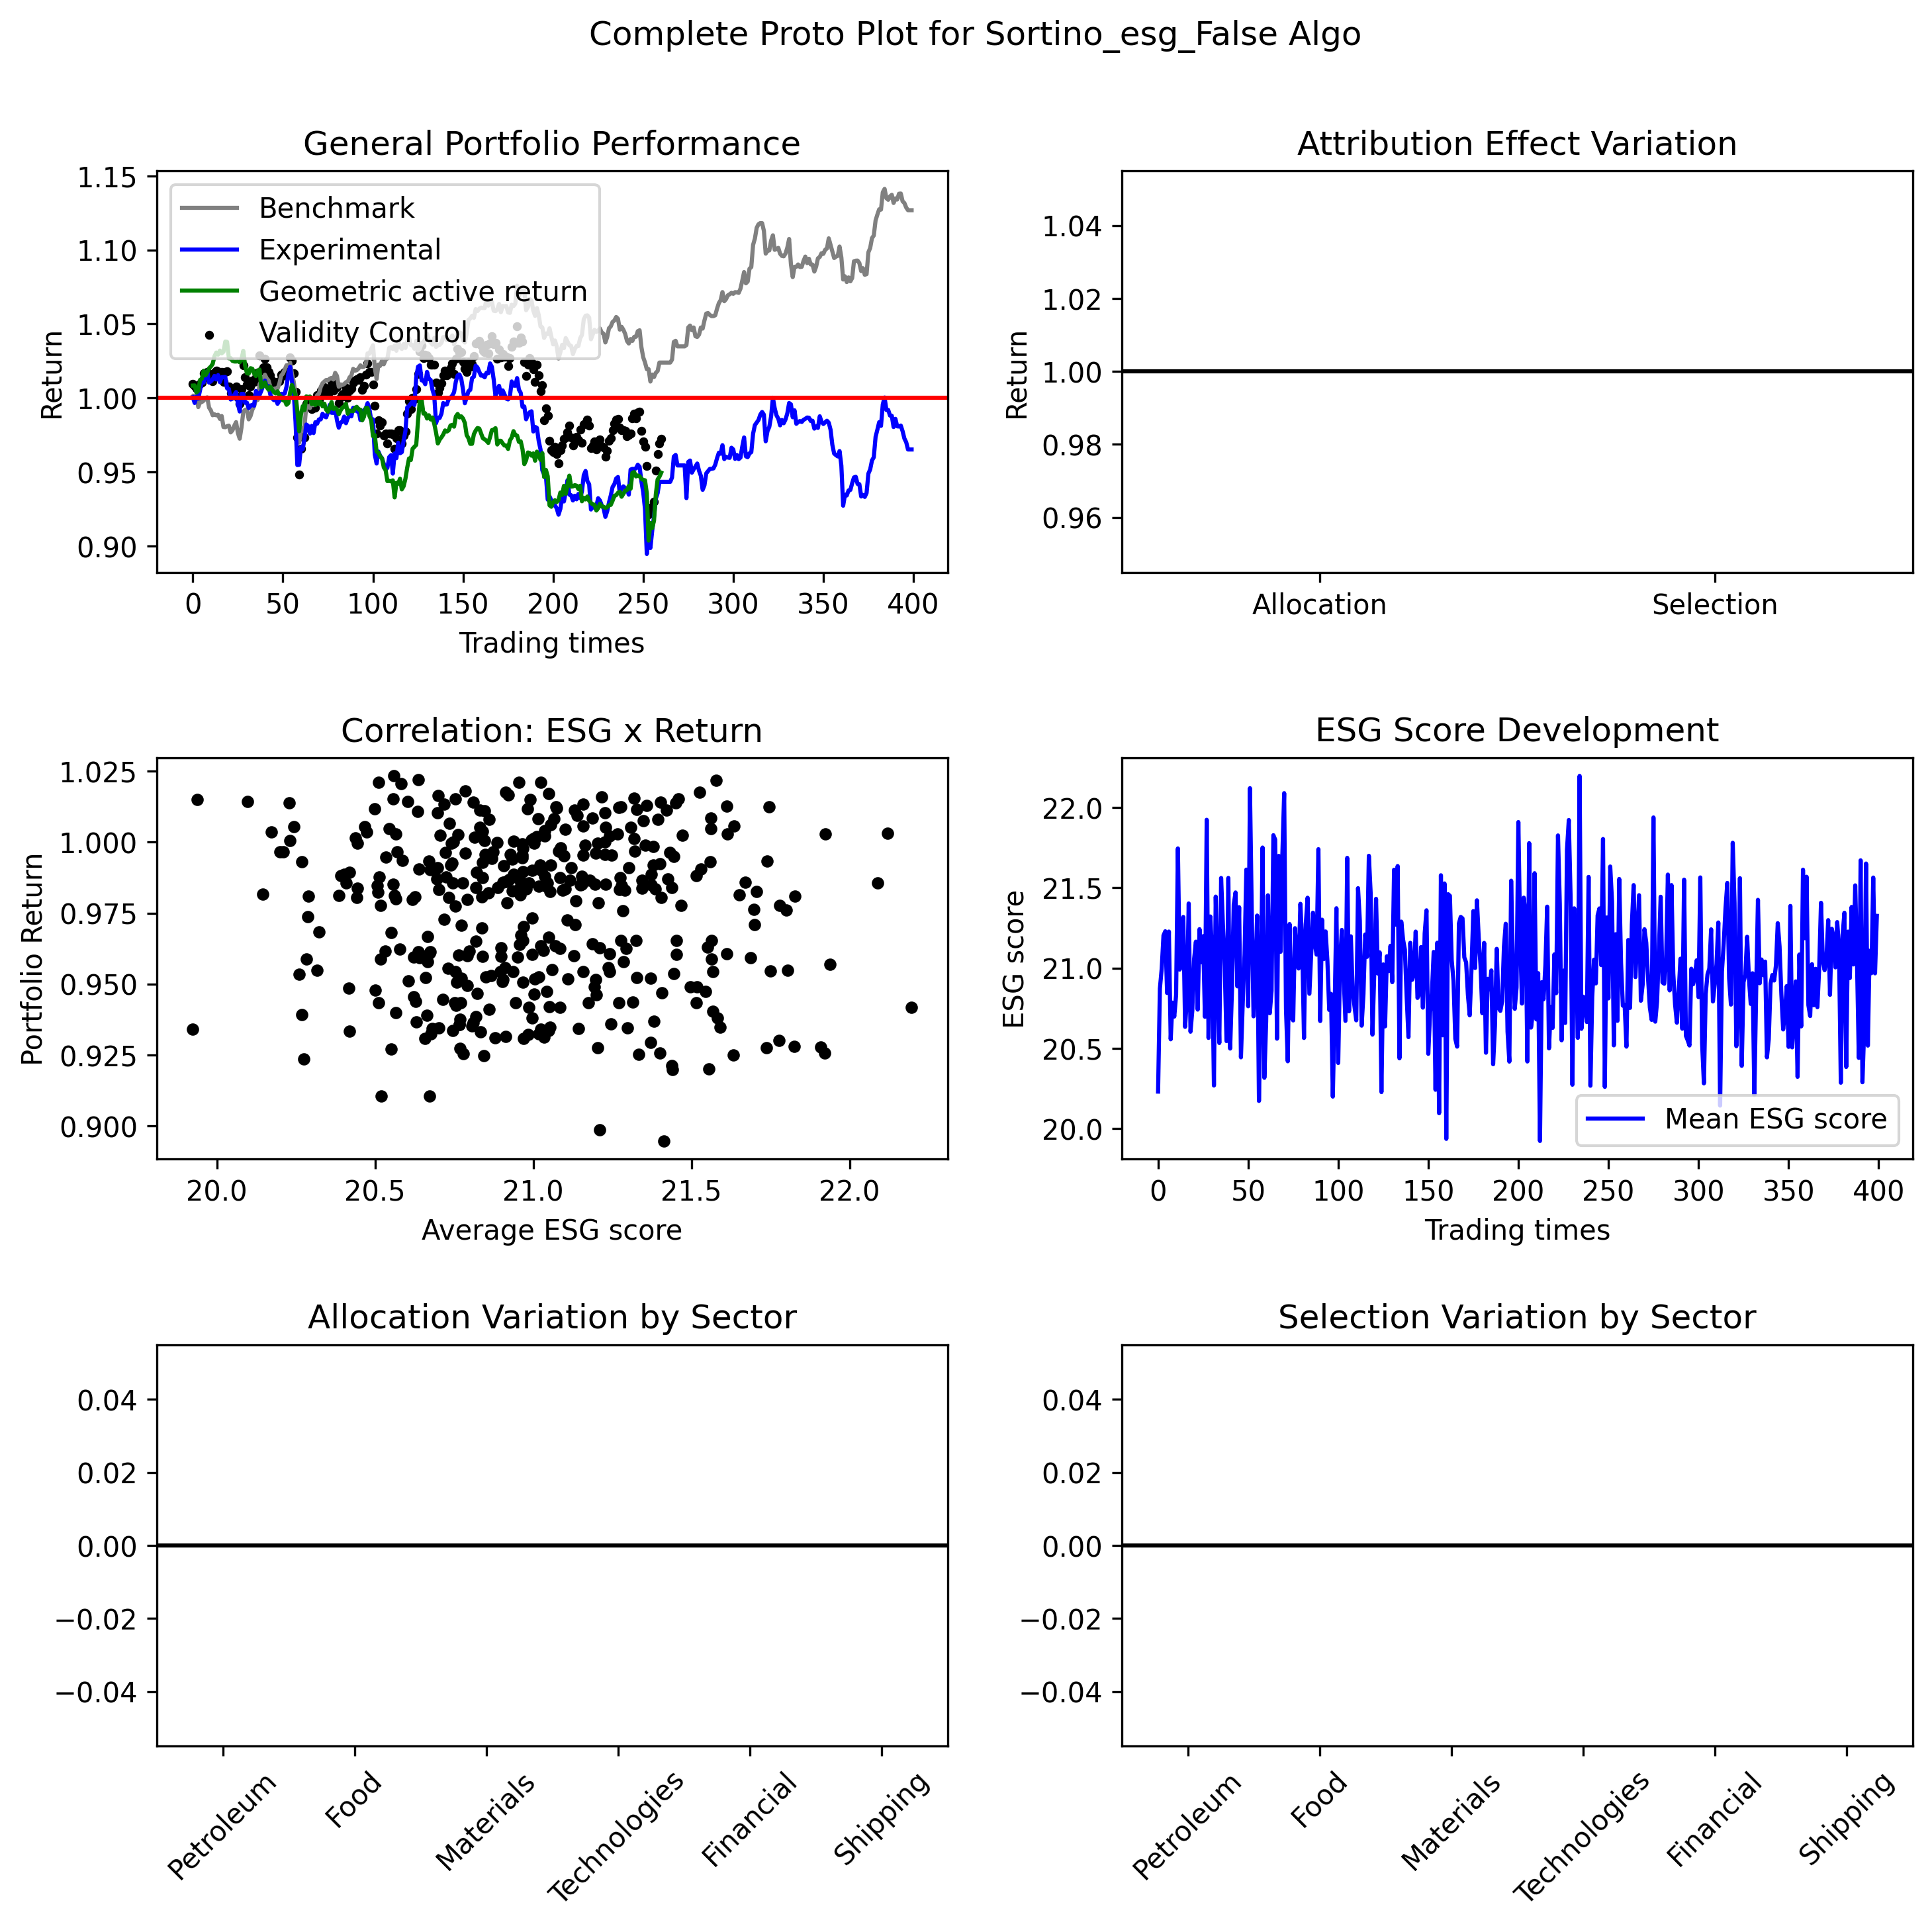 Complete Proto Plot for Sortino_esg_False Algo
General Portfolio Performance
1.15
1.10
1.05
1.00
0.95
0.90
Return
Benchmark
Experimental
Geometric active return
Validity Control
0 50 100 150 200 250 300 350 400
Trading times
Attribution Effect Variation
1.04
1.02
1.00
0.98
0.96
Return
Allocation Selection
Correlation: ESG x Return
1.025
1.000
0.975
0.950
0.925
0.900
Portfolio Return
20.0 20.5 21.0 21.5 22.0
Average ESG score
ESG Score Development
22.0
21.5
21.0
20.5
20.0
ESG score
Mean ESG score
0 50 100 150 200 250 300 350 400
Trading times
Allocation Variation by Sector
0.04
0.02
0.00
−0.02
−0.04
Petroleum Food Materials Technologies Financial Shipping
Selection Variation by Sector
0.04
0.02
0.00
−0.02
−0.04
Petroleum Food Materials Technologies Financial Shipping